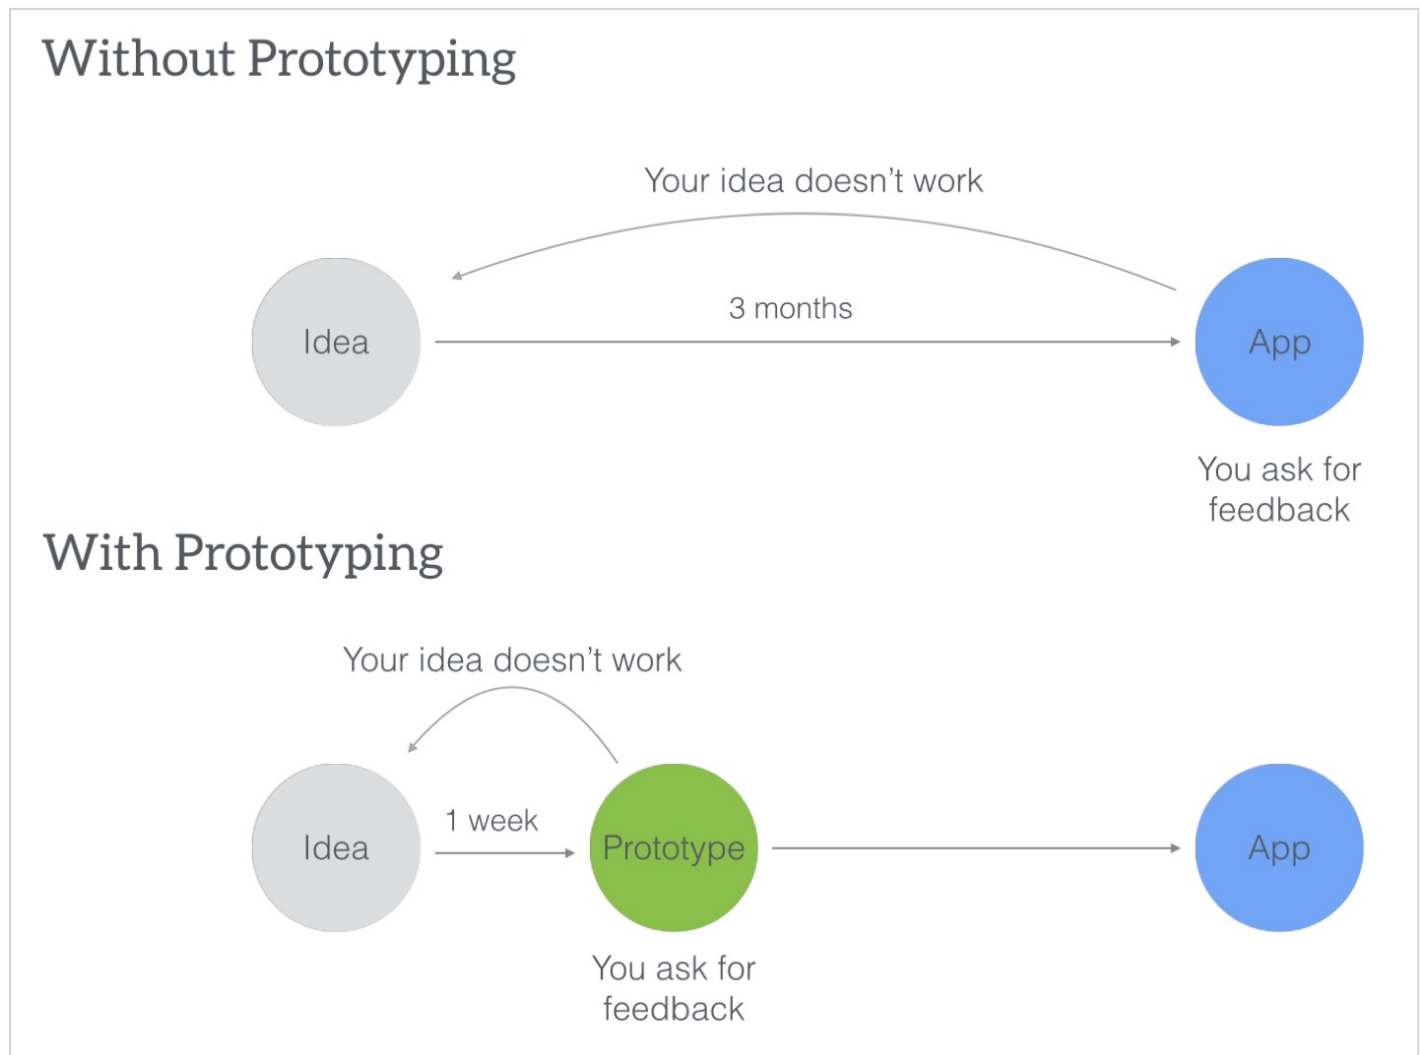 Without Prototyping
Your idea doesn't work
3 months
Idea
App
You ask for
feedback
With Prototyping
Your idea doesn't work
1 week
Idea
Prototype
App
You ask for
feedback